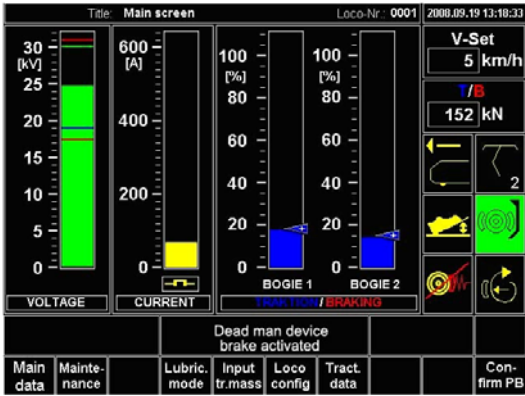 Title: Main screen Loco-Nr.: 0001 2008.09.19 13:18:33
30
[kV]
25
20
15
10
5
0
VOLTAGE
600
[A]
400
200
0
CURRENT
100
[%]
80
60
40
20
0
BOGIE 1
100
[%]
80
60
40
20
0
BOGIE 2
TRAKTION / BRAKING
V-Set
5 km/h
T/B
152 kN
2
Dead man device
brake activated
Main
data
Mainte-
nance
Lubric.
mode
Input
tr.mass
Loco
config
Tract.
data
Con-
firm PB